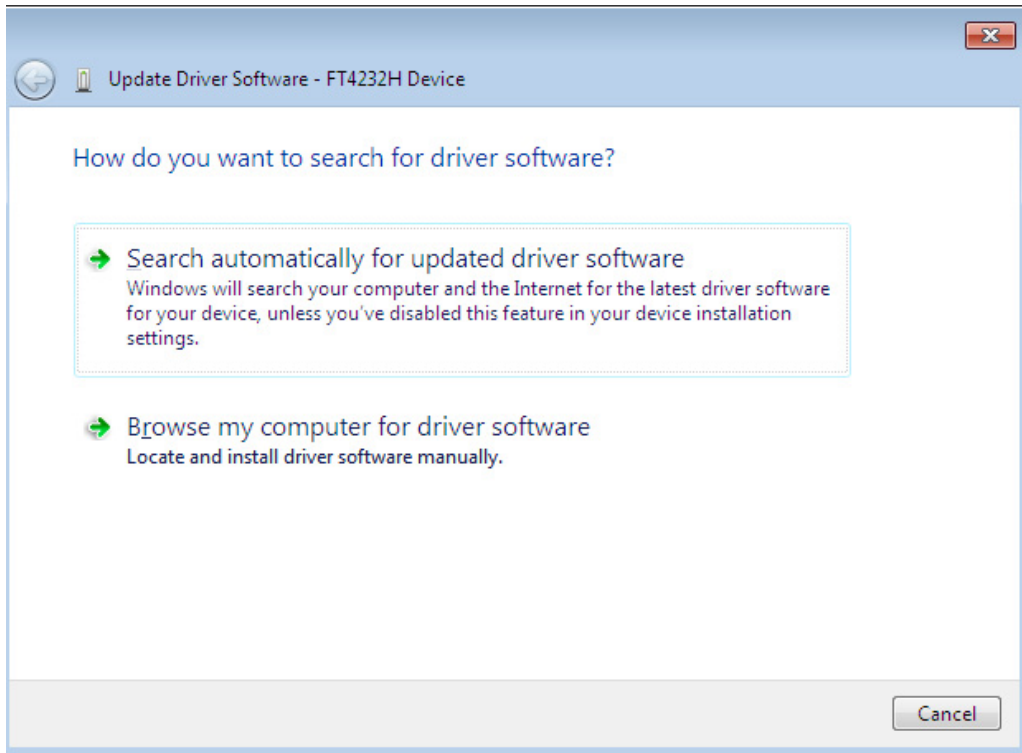 Update Driver Software - FT4232H Device
How do you want to search for driver software?
Search automatically for updated driver software
Windows will search your computer and the Internet for the latest driver software
for your device, unless you've disabled this feature in your device installation
settings.
Browse my computer for driver software
Locate and install driver software manually.
Cancel